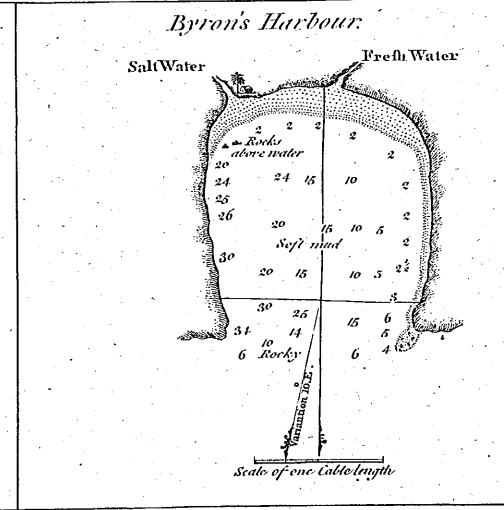 Byron's Harbour.
Salt Water
Fresh Water
2 2 2 2
Rocks
above water
2
20
24 24 15 10 2
25
26 2
20 15 10 5
Soft mud 2
30
20 15 10 5 2½
3
30 25 15 6
34 14 5
10 4
6 Rocky 6
Variation 10°E.
Scale of one Cable length